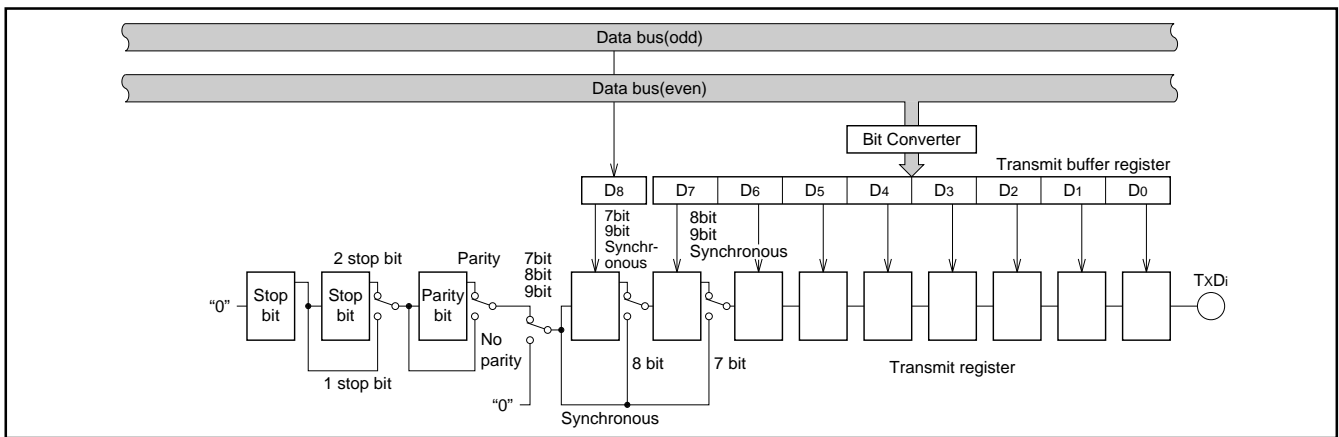 Data bus(odd)
Data bus(even)
Bit Converter
Transmit buffer register
D8
D7
D6
D5
D4
D3
D2
D1
D0
7bit
9bit
Synchr-
onous
8bit
9bit
Synchronous
2 stop bit
Parity
7bit
8bit
9bit
“0”
Stop
bit
Stop
bit
Parity
bit
TxDi
No
parity
1 stop bit
8 bit
7 bit
Transmit register
“0”
Synchronous